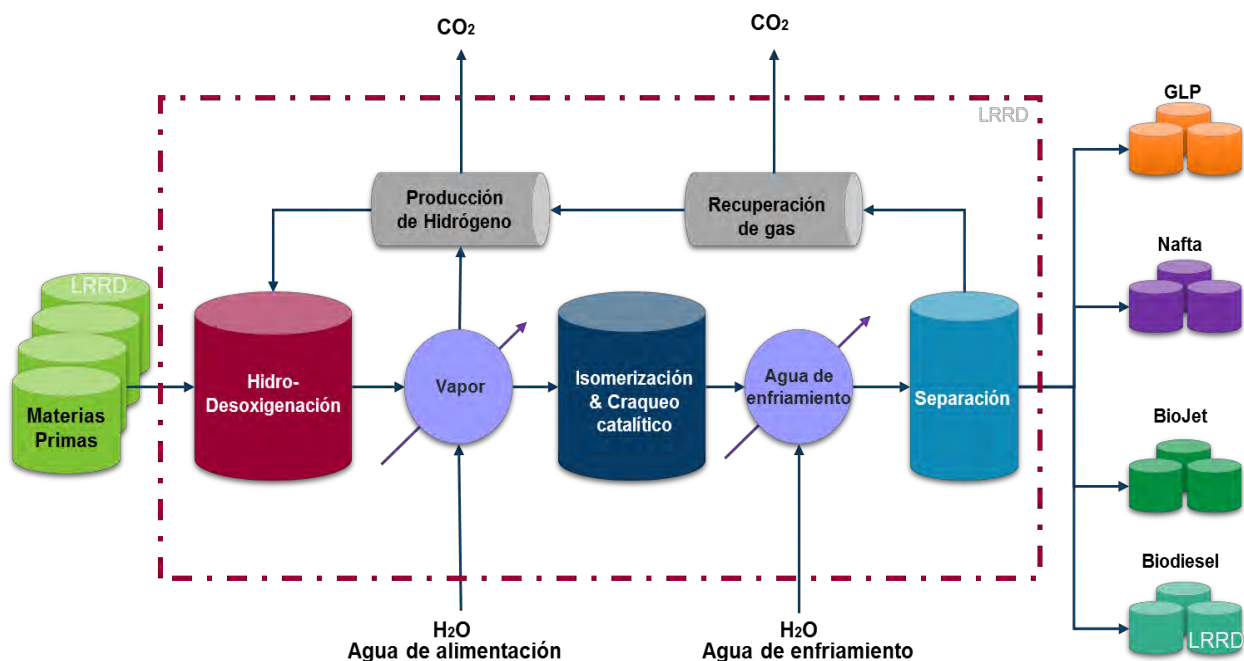 CO₂
CO₂
LRRD
GLP
Producción
de Hidrógeno
Recuperación
de gas
Nafta
LRRD
Materias
Primas
Hidro-
Desoxigenación
Vapor
Isomerización
& Craqueo
catalítico
Agua de
enfriamiento
Separación
BioJet
Biodiesel
LRRD
H₂O
Agua de alimentación
H₂O
Agua de enfriamiento